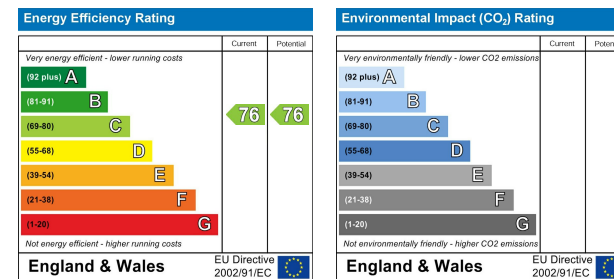 Energy Efficiency Rating
Current Potential
Very energy efficient - lower running costs
(92 plus) A
(81-91) B
(69-80) C
76 76
(55-68) D
(39-54) E
(21-38) F
(1-20) G
Not energy efficient - higher running costs
England & Wales
EU Directive
2002/91/EC
Environmental Impact (CO₂) Rating
Current Poten
Very environmentally friendly - lower CO2 emissions
(92 plus) A
(81-91) B
(69-80) C
(55-68) D
(39-54) E
(21-38) F
(1-20) G
Not environmentally friendly - higher CO2 emissions
England & Wales
EU Directive
2002/91/EC